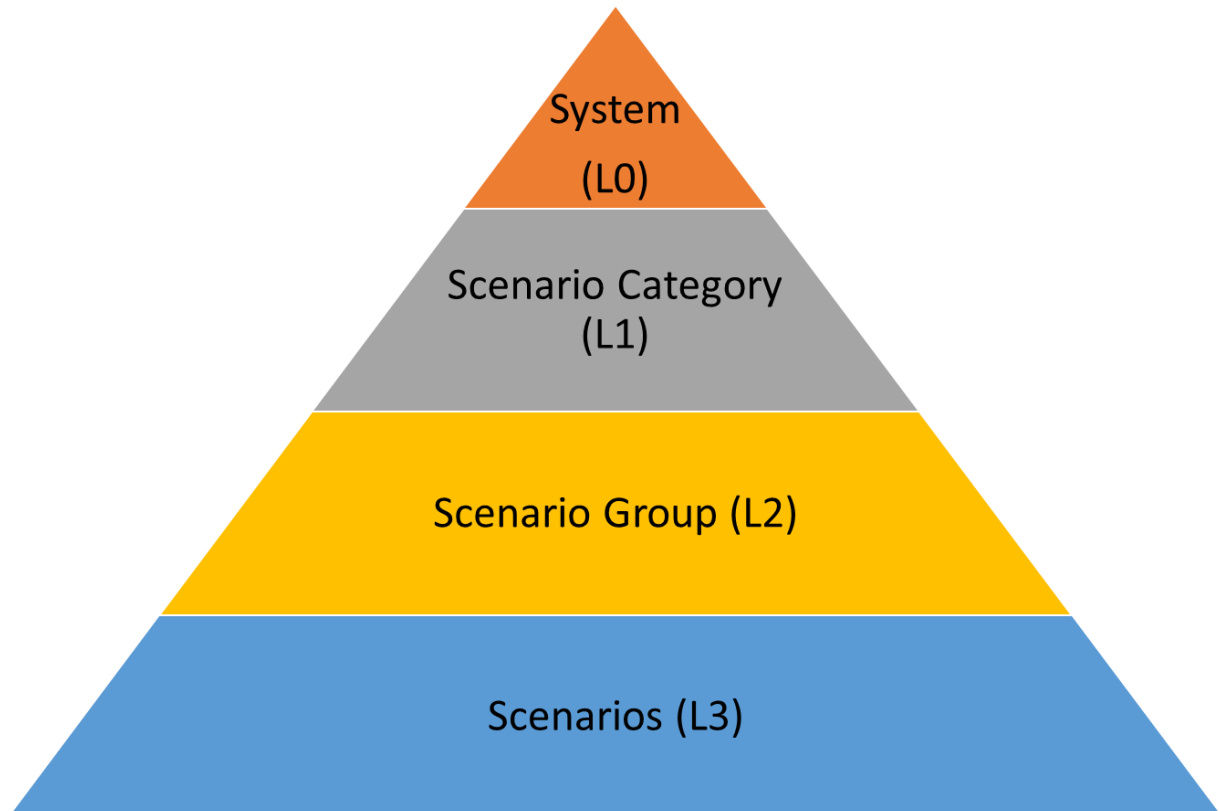 System
(L0)
Scenario Category
(L1)
Scenario Group (L2)
Scenarios (L3)